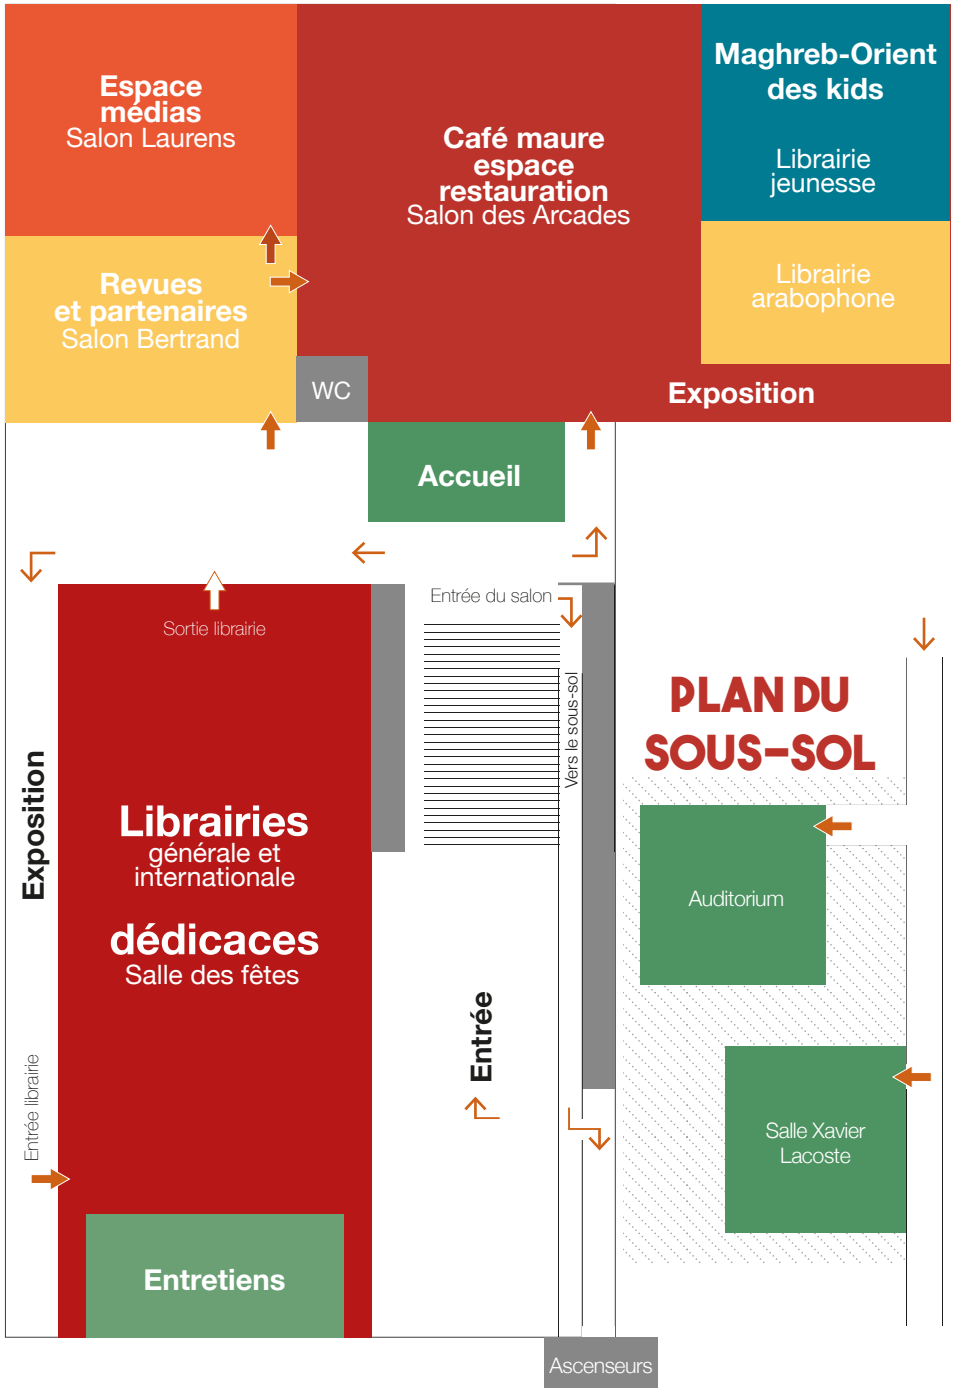 Espace
médias
Salon Laurens
Café maure
espace
restauration
Salon des Arcades
Maghreb-Orient
des kids
Librairie
jeunesse
Librairie
arabophone
Revues
et partenaires
Salon Bertrand
WC
Exposition
Accueil
Entrée du salon
Sortie librairie
Vers le sous-sol
PLAN DU
SOUS-SOL
Exposition
Librairies
générale et
internationale
dédicaces
Salle des fêtes
Auditorium
Entrée
Entrée librairie
Salle Xavier
Lacoste
Entretiens
Ascenseurs